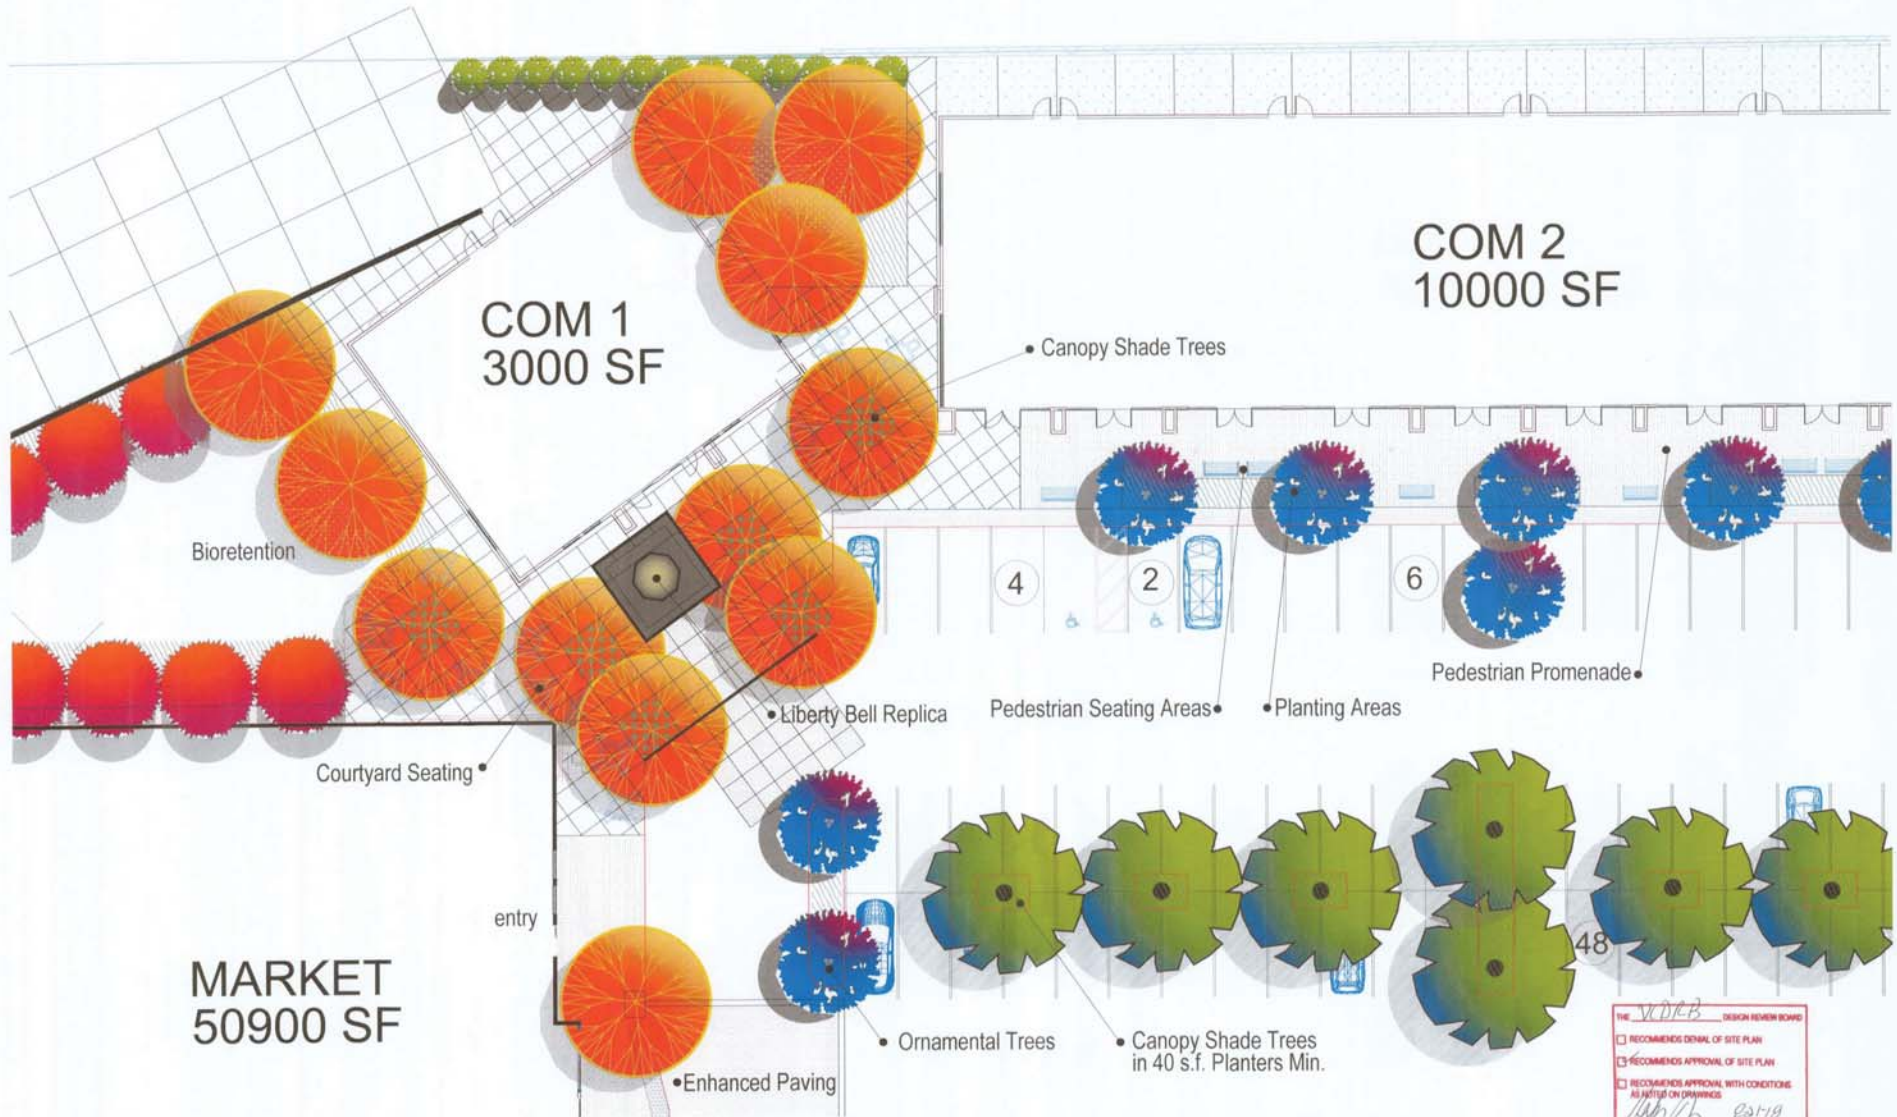 COM 1
3000 SF
COM 2
10000 SF
Canopy Shade Trees
Bioretention
4
2
6
Pedestrian Promenade
Pedestrian Seating Areas
Planting Areas
Liberty Bell Replica
Courtyard Seating
entry
48
MARKET
50900 SF
Ornamental Trees
Canopy Shade Trees
in 40 s.f. Planters Min.
Enhanced Paving
THE VCDRB DESIGN REVIEW BOARD
RECOMMENDS DENIAL OF SITE PLAN
RECOMMENDS APPROVAL OF SITE PLAN
RECOMMENDS APPROVAL WITH CONDITIONS
AS NOTED ON DRAWINGS